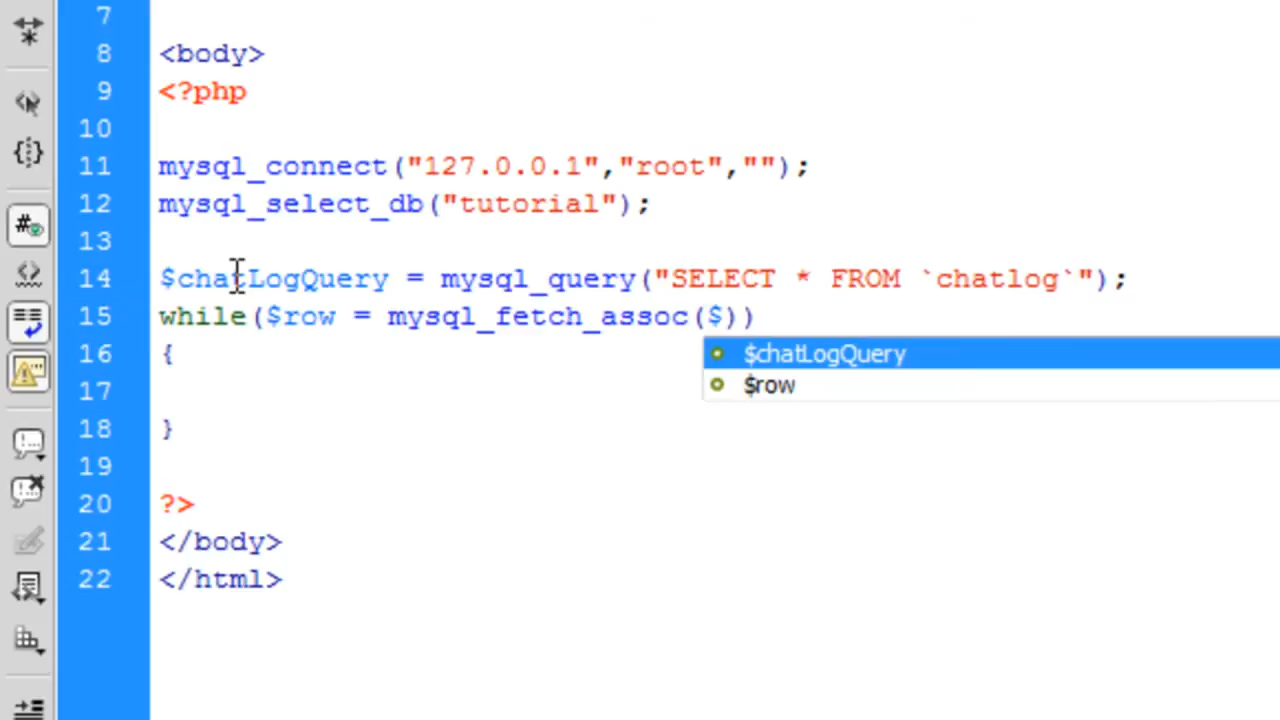 7
8 <body>
9 <?php
10
11 mysql_connect("127.0.0.1","root","");
12 mysql_select_db("tutorial");
13
14 $chatLogQuery = mysql_query("SELECT * FROM `chatlog`");
15 while($row = mysql_fetch_assoc($))
16 {
$chatLogQuery
17
$row
18 }
19
20 ?>
21 </body>
22 </html>